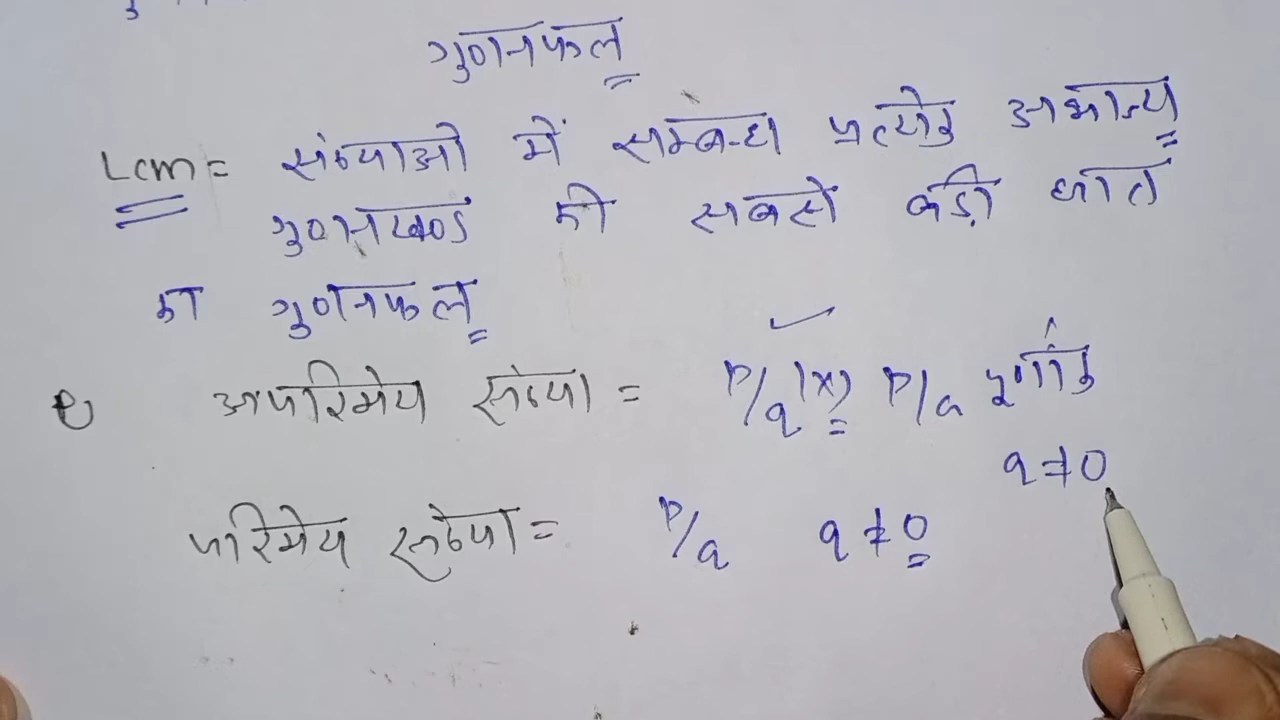 गुणनफल
Lcm = संख्याओ में सम्बन्ध प्रत्येक अभाज्य
गुणनखण्ड की सबसे बड़ी घात
का गुणनफल
अपरिमेय संख्या = P/q (x) P/q पूर्णांक
q ≠ 0
परिमेय संख्या = P/q q ≠ 0